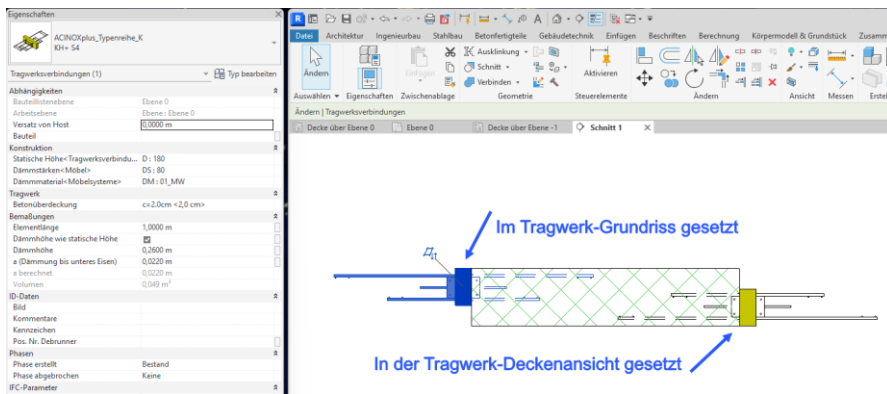 Eigenschaften
ACINOXplus_Typenreihe_K
KH+ S4
Tragwerksverbindungen (1)
Typ bearbeiten
Abhängigkeiten
Bauteillistenebene Ebene 0
Arbeitsebene Ebene : Ebene 0
Versatz von Host 0,0000 m
Bauteil
Konstruktion
Statische Höhe<Tragwerksverbindu... D : 180
Dämmstärken<Möbel> DS : 80
Dämmmaterial<Möbelsysteme> DM : 01_MW
Tragwerk
Betonüberdeckung c=2.0cm <2,0 cm>
Bemaßungen
Elementlänge 1,0000 m
Dämmhöhe wie statische Höhe
Dämmhöhe 0,2600 m
a (Dämmung bis unteres Eisen) 0,0220 m
a berechnet 0,0220 m
Volumen 0,049 m³
ID-Daten
Bild
Kommentare
Kennzeichen
Pos. Nr. Debrunner
Phasen
Phase erstellt Bestand
Phase abgebrochen Keine
IFC-Parameter
Datei Architektur Ingenieurbau Stahlbau Betonfertigteile Gebäudetechnik Einfügen Beschriften Berechnung Körpermodell & Grundstück Zusamm
Ändern
Einfügen
Ausklinkung
Schnitt
Verbinden
Aktivieren
Auswählen Eigenschaften Zwischenablage Geometrie Steuerelemente Ändern Ansicht Messen Erstel
Ändern | Tragwerksverbindungen
Decke über Ebene 0 Ebene 0 Decke über Ebene -1 Schnitt 1
Im Tragwerk-Grundriss gesetzt
In der Tragwerk-Deckenansicht gesetzt